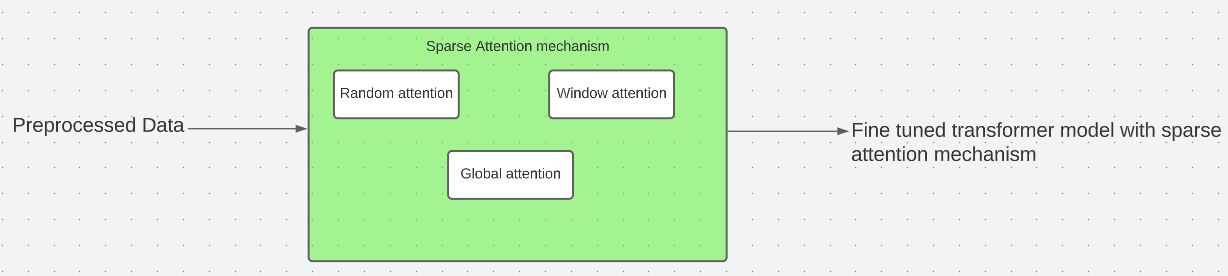 Sparse Attention mechanism
Random attention
Window attention
Preprocessed Data
Fine tuned transformer model with sparse
attention mechanism
Global attention